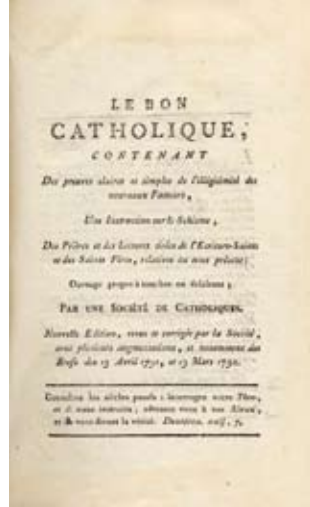 LE BON
CATHOLIQUE,
CONTENANT
Des preuves claires et simples de l'illégitimité des
nouveaux Pasteurs,
Une Instruction sur le Schisme,
Des Prières et des Lectures tirées de l'Ecriture-Sainte
et des Saints Pères, relatives au tems présent;
Ouvrage propre à toucher ou éclairer;
PAR UNE SOCIÉTÉ DE CATHOLIQUES.
Nouvelle Edition, revue et corrigée par la Société,
avec plusieurs augmentations, et notamment des
Brefs des 13 Avril 1791, et 13 Mars 1792.
Consultez les siècles passés; interrogez votre Père,
et il vous instruira; adressez vous à vos
et ils vous diront la vérité. Deutéron. 7.